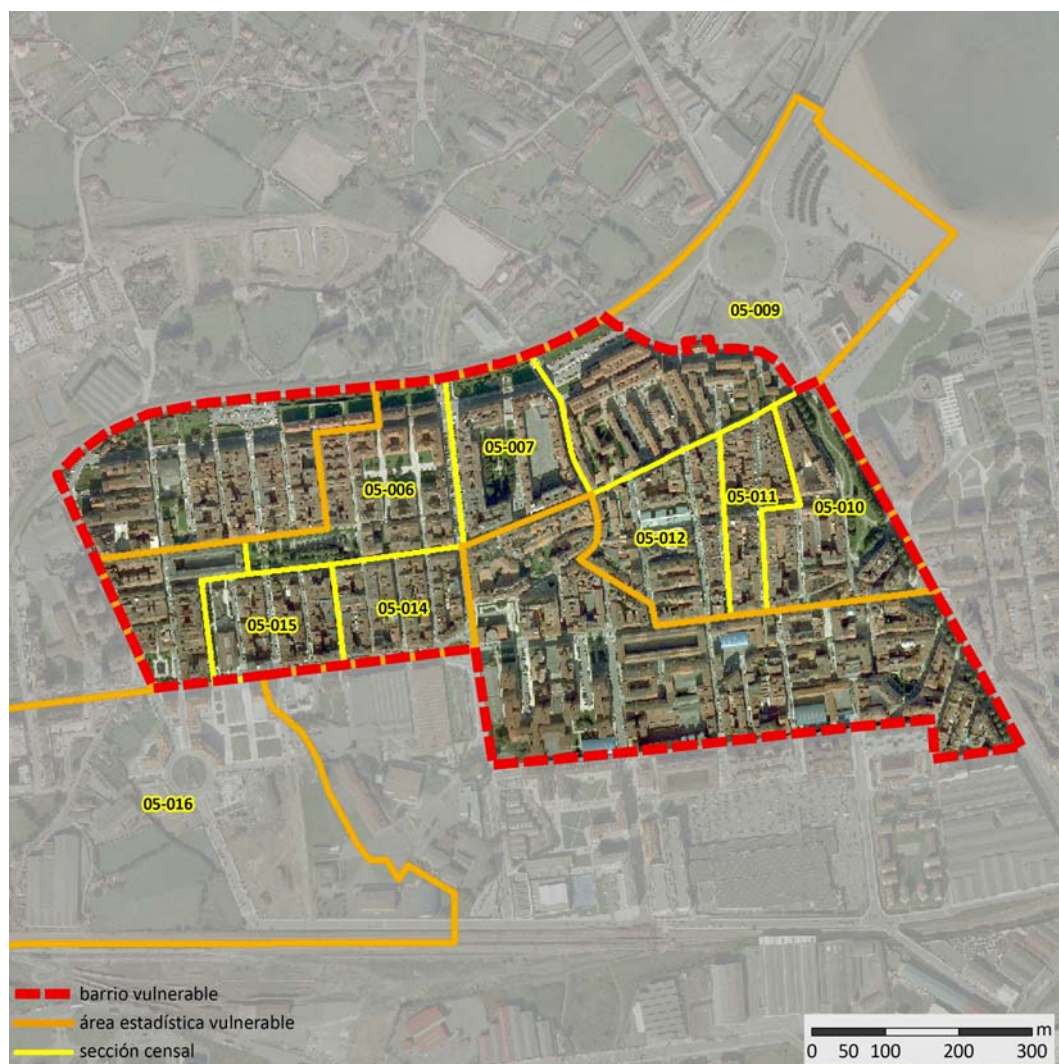 05-009
05-007
05-006
05-011
05-010
05-012
05-014
05-015
05-016
barrio vulnerable
área estadística vulnerable
sección censal
m
0 50 100 200 300